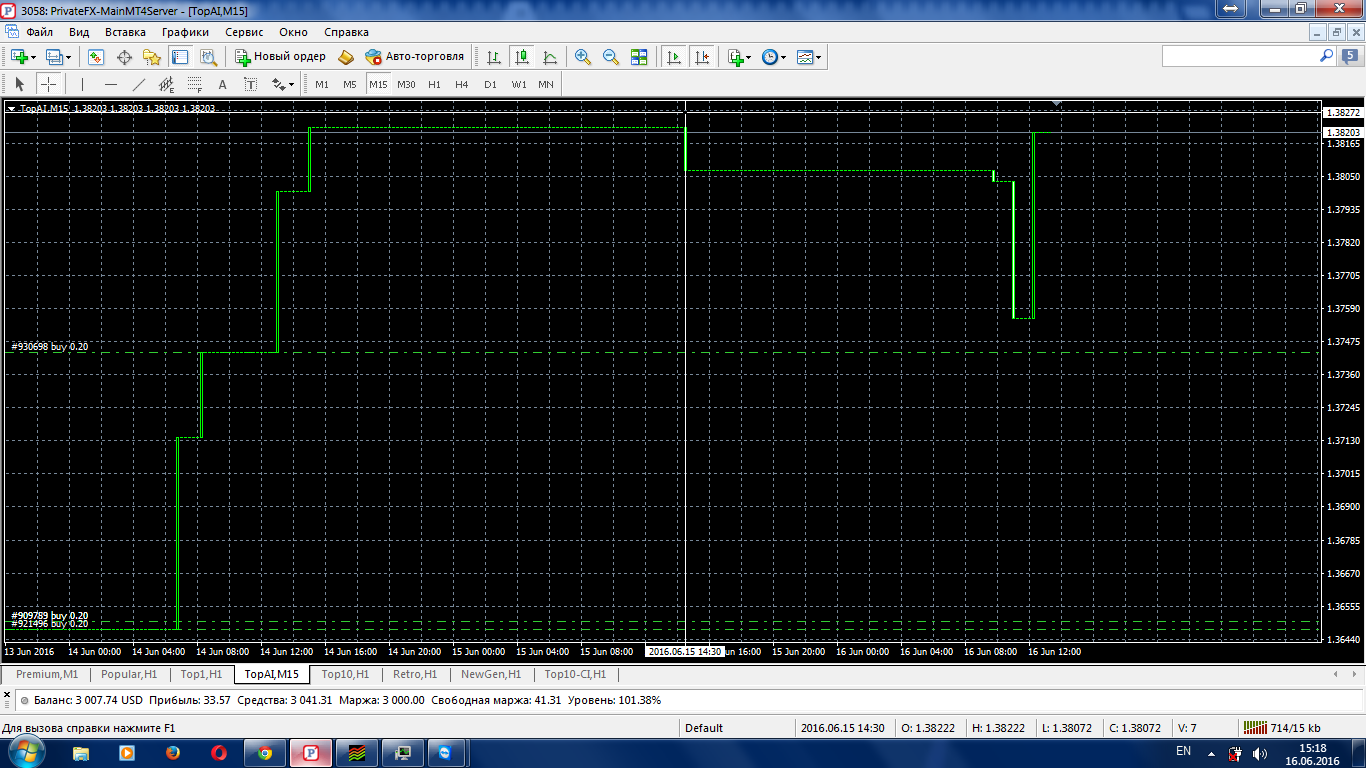 3058: PrivateFX-MainMT4Server - [TopAI,M15]
Файл Вид Вставка Графики Сервис Окно Справка
Новый ордер Авто-торговля 5
A T M1 M5 M15 M30 H1 H4 D1 W1 MN
TopAI,M15 1.38203 1.38203 1.38203 1.38203
1.38272
1.38203
1.38165
1.38050
1.37935
1.37820
1.37705
1.37590
1.37475
#930698 buy 0.20
1.37360
1.37245
1.37130
1.37015
1.36900
1.36785
1.36670
1.36555
#909789 buy 0.20
#921496 buy 0.20
1.36440
13 Jun 2016 14 Jun 00:00 14 Jun 04:00 14 Jun 08:00 14 Jun 12:00 14 Jun 16:00 14 Jun 20:00 15 Jun 00:00 15 Jun 04:00 15 Jun 08:00 2016.06.15 14:30 un 16:00 15 Jun 20:00 16 Jun 00:00 16 Jun 04:00 16 Jun 08:00 16 Jun 12:00
Premium,M1 Popular,H1 Top1,H1 TopAI,M15 Top10,H1 Retro,H1 NewGen,H1 Top10-CI,H1
Баланс: 3 007.74 USD Прибыль: 33.57 Средства: 3 041.31 Маржа: 3 000.00 Свободная маржа: 41.31 Уровень: 101.38%
Для вызова справки нажмите F1 Default 2016.06.15 14:30 O: 1.38222 H: 1.38222 L: 1.38072 C: 1.38072 V: 7 714/15 kb
EN 15:18
16.06.2016